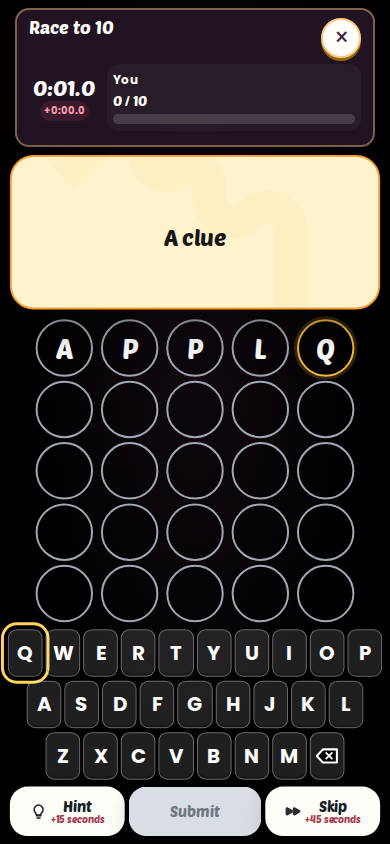 Race to 10
×
0:01.0
+0:00.0
You
0 / 10
A clue
A P P L Q
Q W E R T Y U I O P
A S D F G H J K L
Z X C V B N M
Hint
+15 seconds
Submit
Skip
+45 seconds